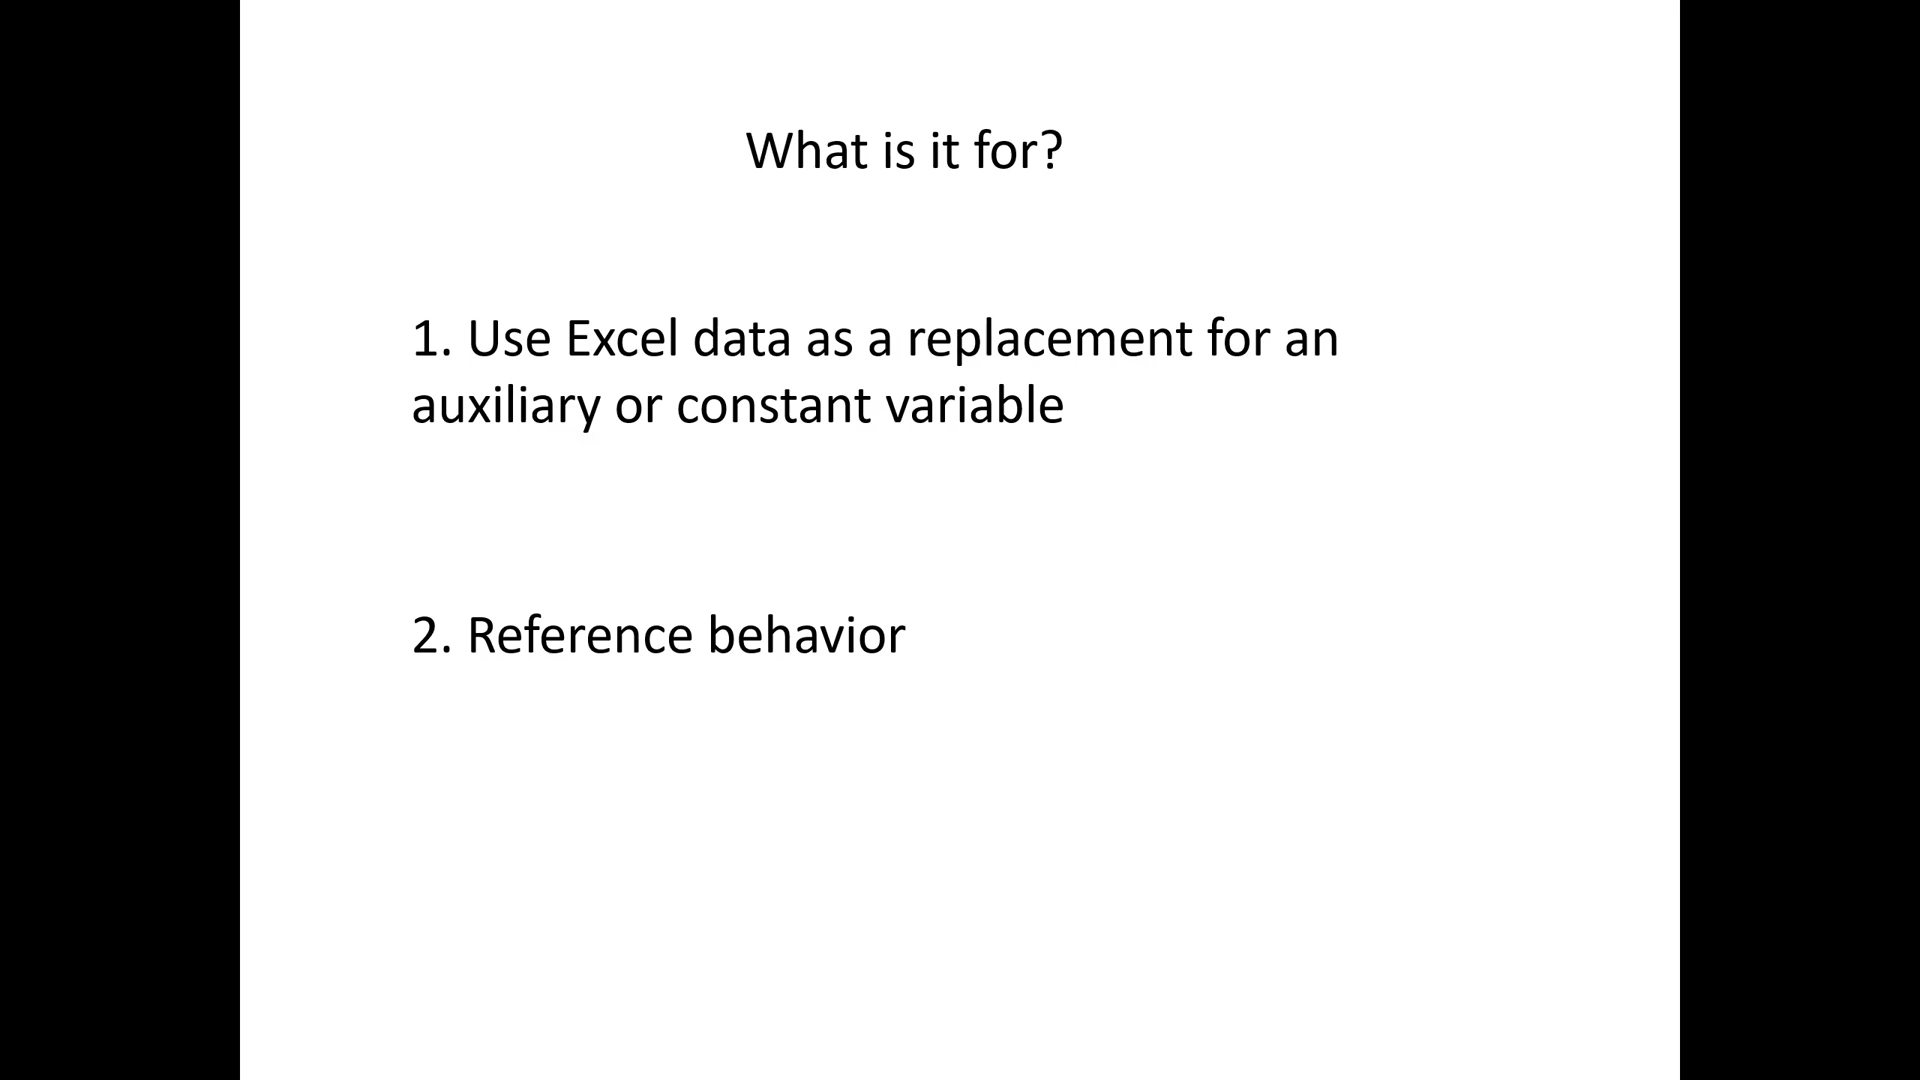 What is it for?
1. Use Excel data as a replacement for an
auxiliary or constant variable
2. Reference behavior